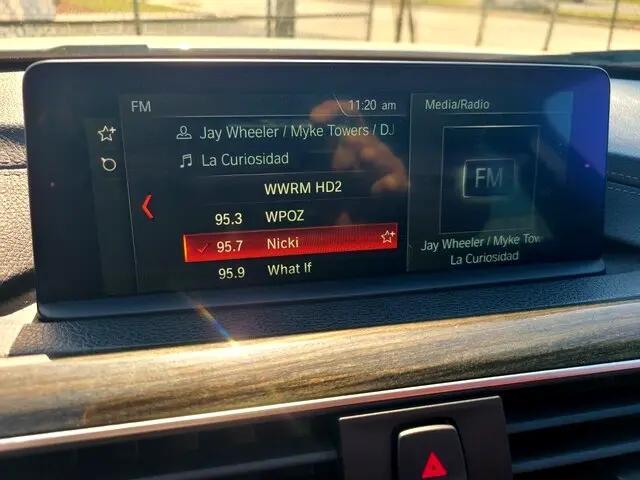 FM
11:20 am
Jay Wheeler / Myke Towers / DJ
La Curiosidad
WWRM HD2
95.3 WPOZ
95.7 Nicki
95.9 What If
Media/Radio
FM
Jay Wheeler / Myke Tow
La Curiosidad